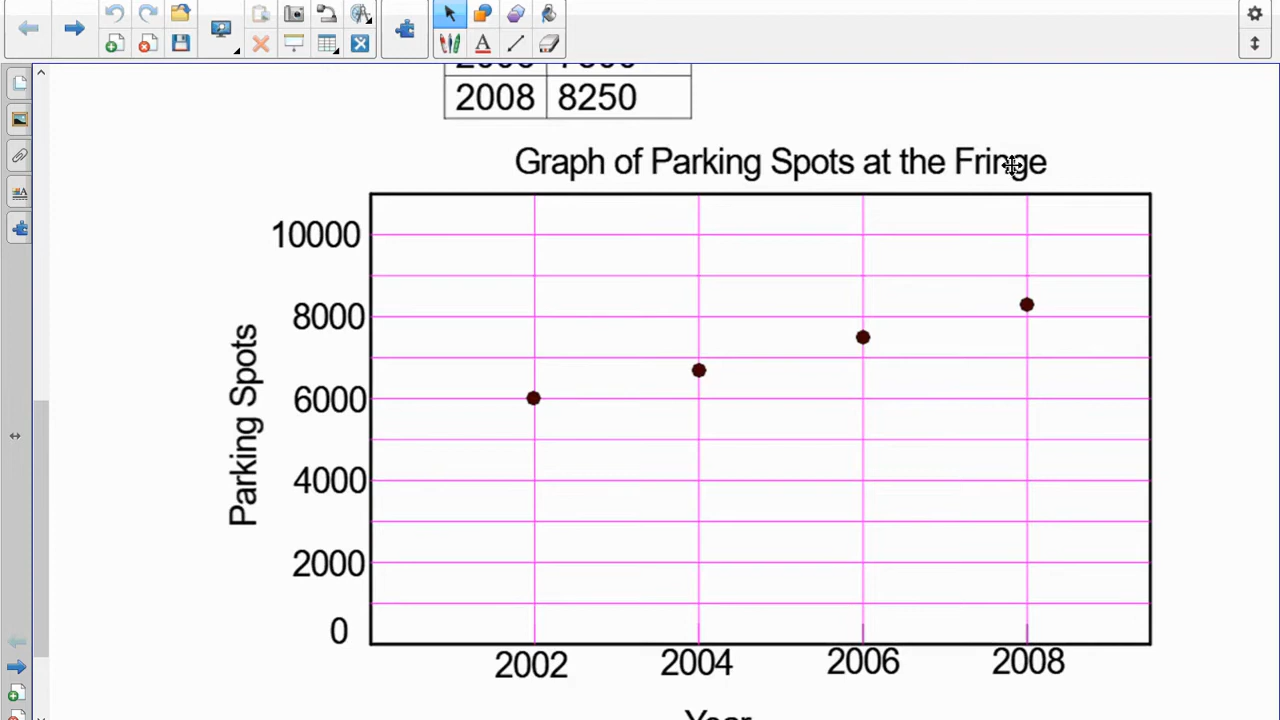 2008 8250
Graph of Parking Spots at the Fringe
10000
8000
6000
4000
2000
0
Parking Spots
2002 2004 2006 2008
Year